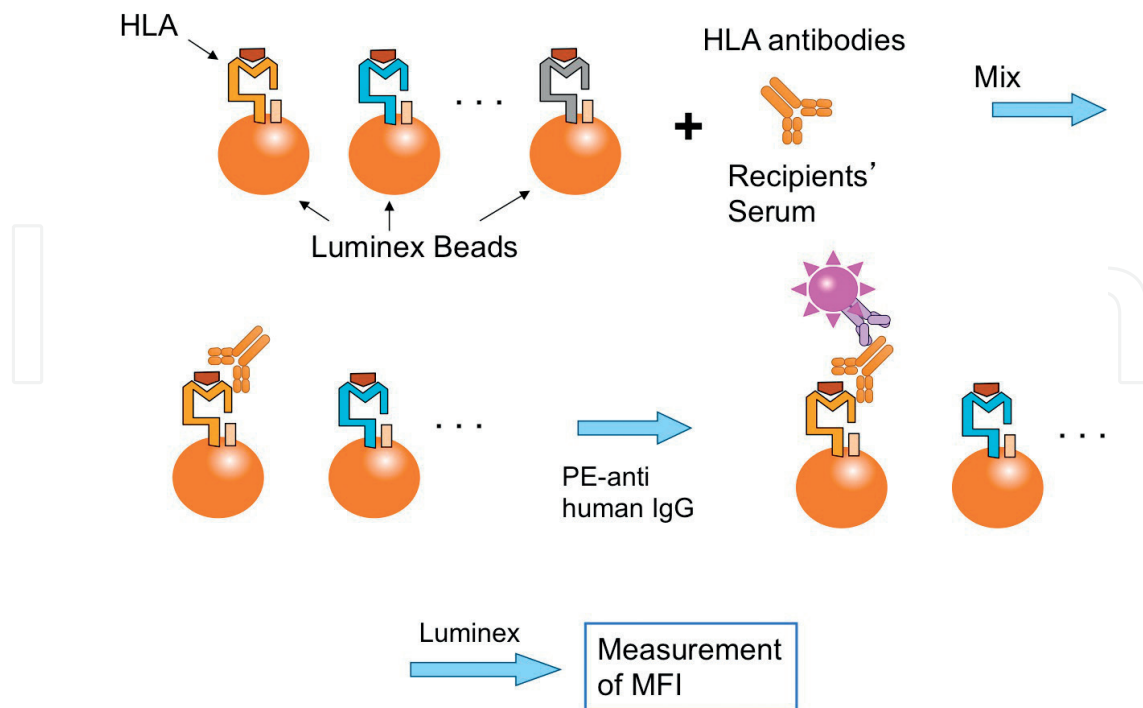 HLA
HLA antibodies
Mix
. . .
+
Recipients’
Serum
Luminex Beads
. . .
PE-anti
human IgG
. . .
Luminex
Measurement
of MFI